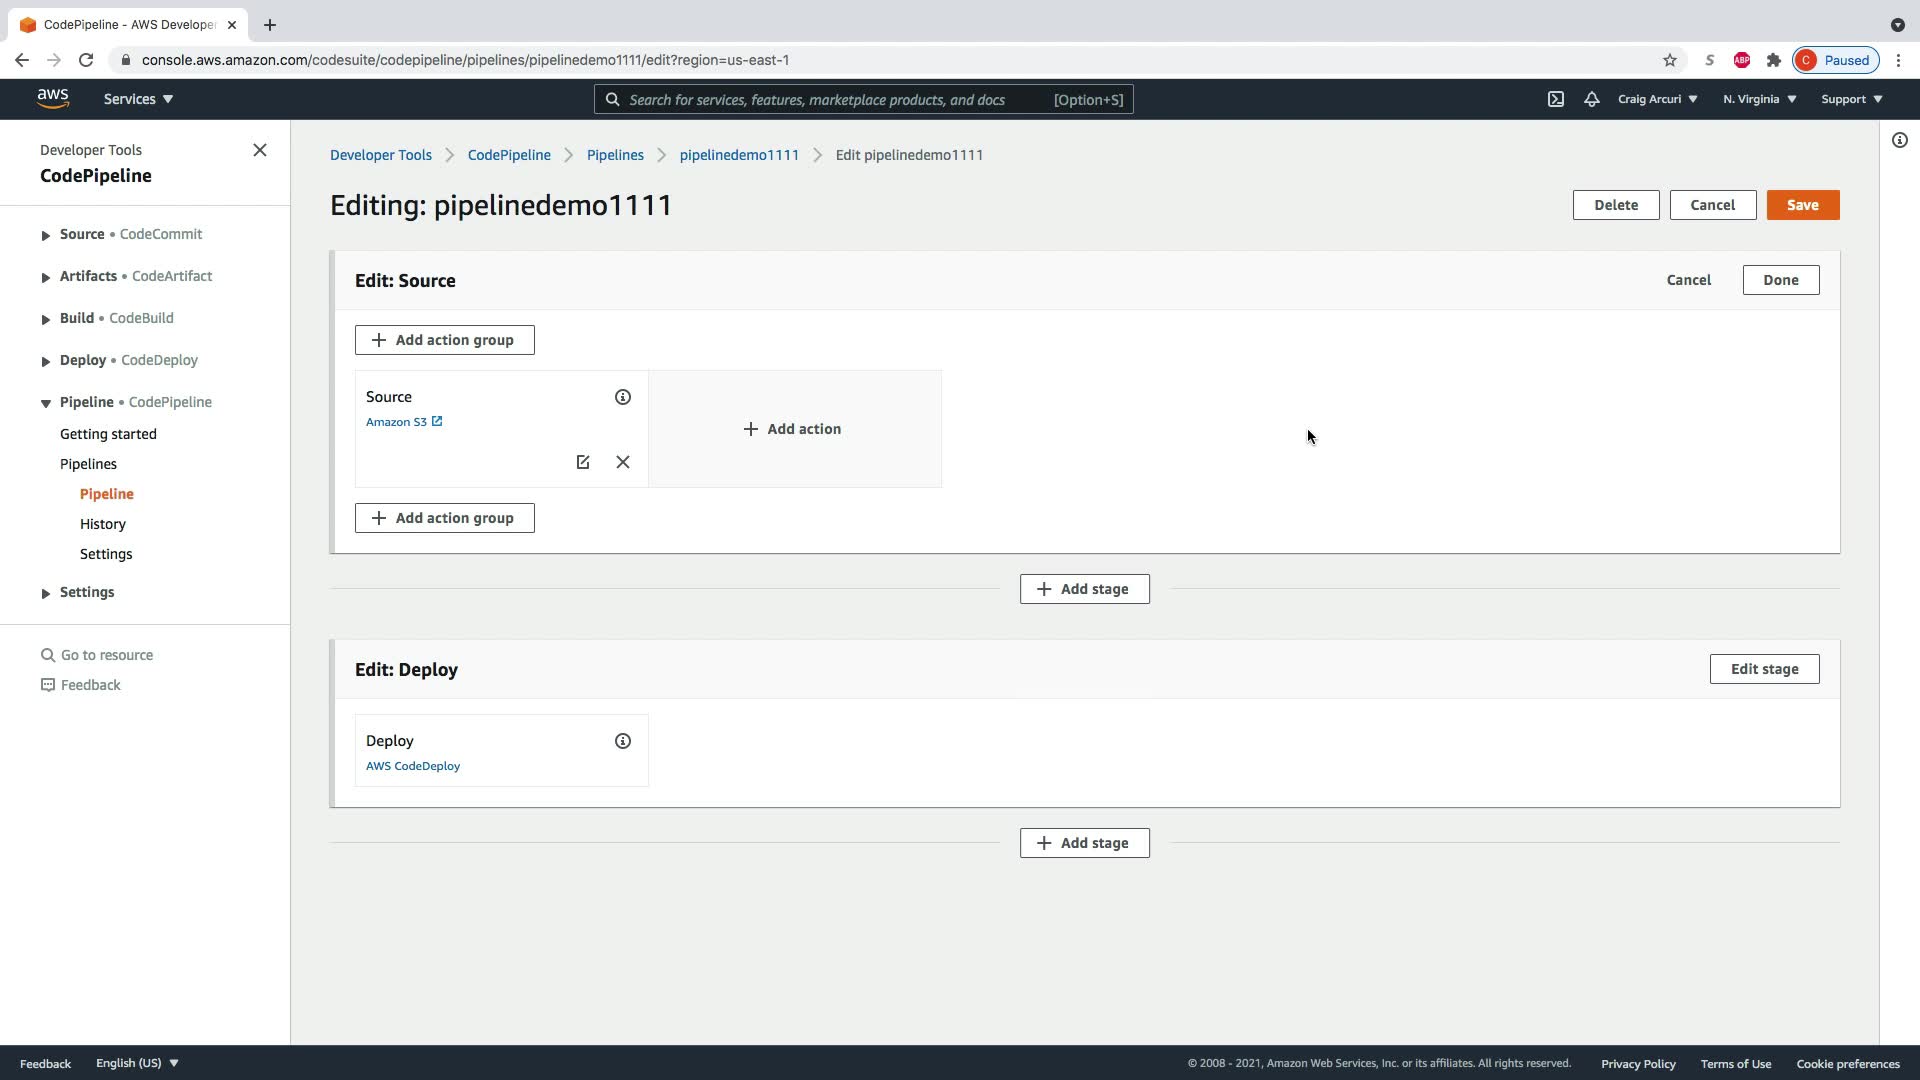 CodePipeline - AWS Developer
console.aws.amazon.com/codesuite/codepipeline/pipelines/pipelinedemo1111/edit?region=us-east-1
S
ABP
C
Paused
aws
Services
Search for services, features, marketplace products, and docs
[Option+S]
Craig Arcuri
N. Virginia
Support
Developer Tools
CodePipeline
Source • CodeCommit
Artifacts • CodeArtifact
Build • CodeBuild
Deploy • CodeDeploy
Pipeline • CodePipeline
Getting started
Pipelines
Pipeline
History
Settings
Settings
Go to resource
Feedback
Developer Tools
CodePipeline
Pipelines
pipelinedemo1111
Edit pipelinedemo1111
Editing: pipelinedemo1111
Delete
Cancel
Save
Edit: Source
Cancel
Done
Add action group
Source
Amazon S3
Add action
Add action group
Add stage
Edit: Deploy
Edit stage
Deploy
AWS CodeDeploy
Add stage
Feedback
English (US)
© 2008 - 2021, Amazon Web Services, Inc. or its affiliates. All rights reserved.
Privacy Policy
Terms of Use
Cookie preferences